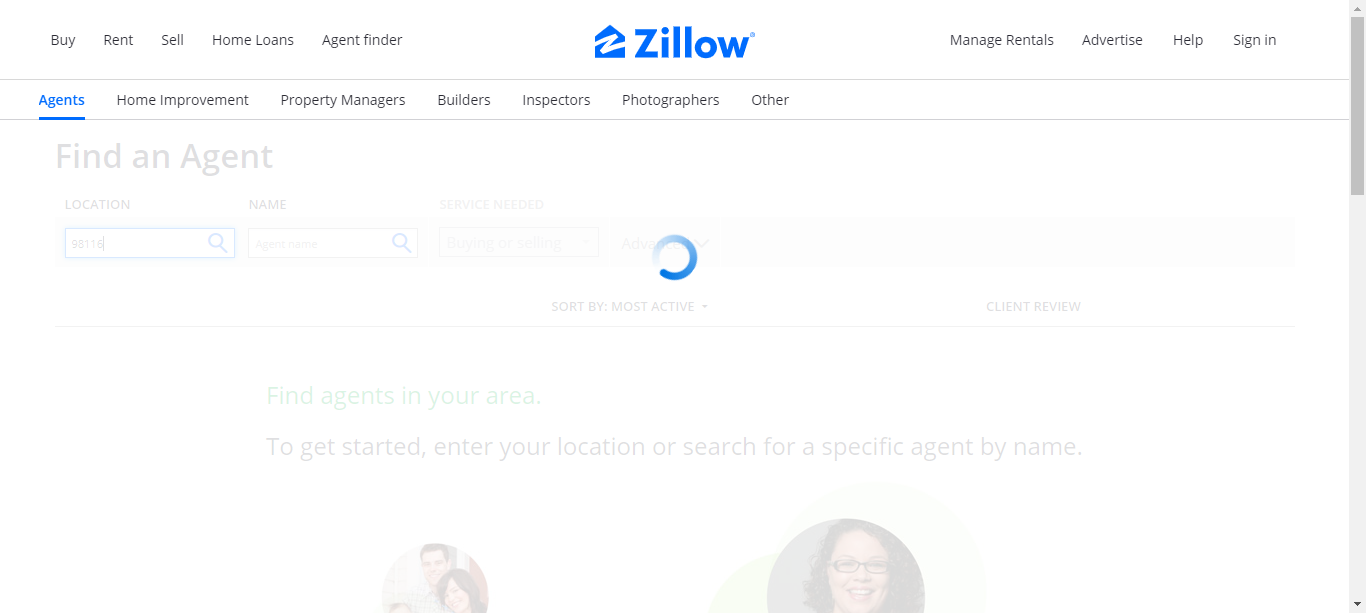 Buy Rent Sell Home Loans Agent finder Zillow® Manage Rentals Advertise Help Sign in
Agents Home Improvement Property Managers Builders Inspectors Photographers Other
Find an Agent
LOCATION NAME SERVICE NEEDED
98116 Agent name Buying or selling Advanced
SORT BY: MOST ACTIVE CLIENT REVIEW
Find agents in your area.
To get started, enter your location or search for a specific agent by name.